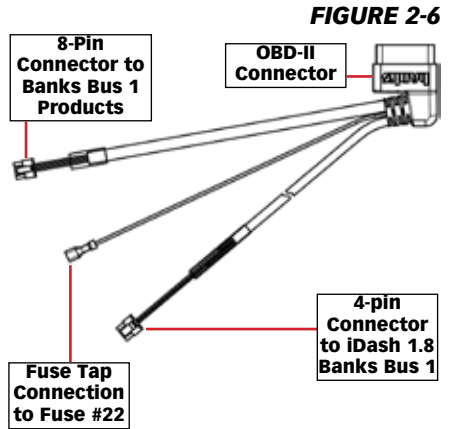 FIGURE 2-6
8-Pin
Connector to
Banks Bus 1
Products
OBD-II
Connector
Fuse Tap
Connection
to Fuse #22
4-pin
Connector
to iDash 1.8
Banks Bus 1